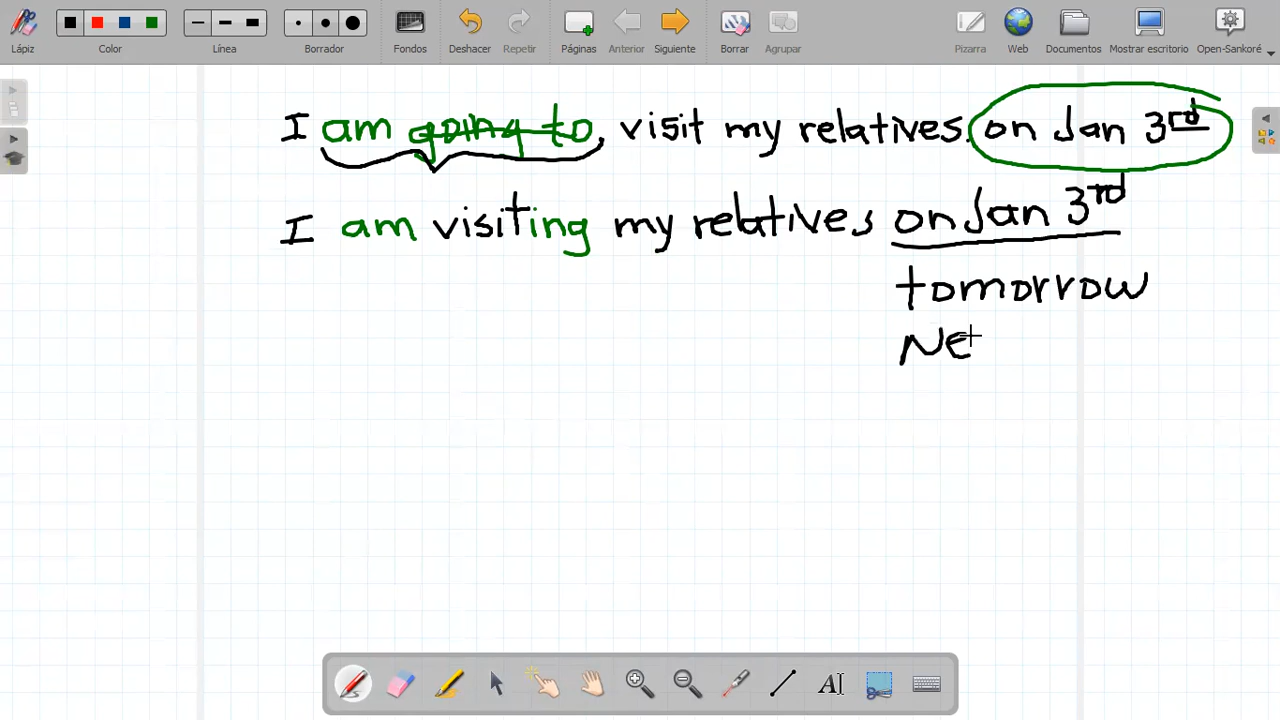 Lápiz Color Línea Borrador Fondos Deshacer Repetir Páginas Anterior Siguiente Borrar Agrupar Pizarra Web Documentos Mostrar escritorio Open-Sankoré
I am going to visit my relatives. on Jan 3rd
I am visiting my relatives on Jan 3rd
tomorrow
Ne